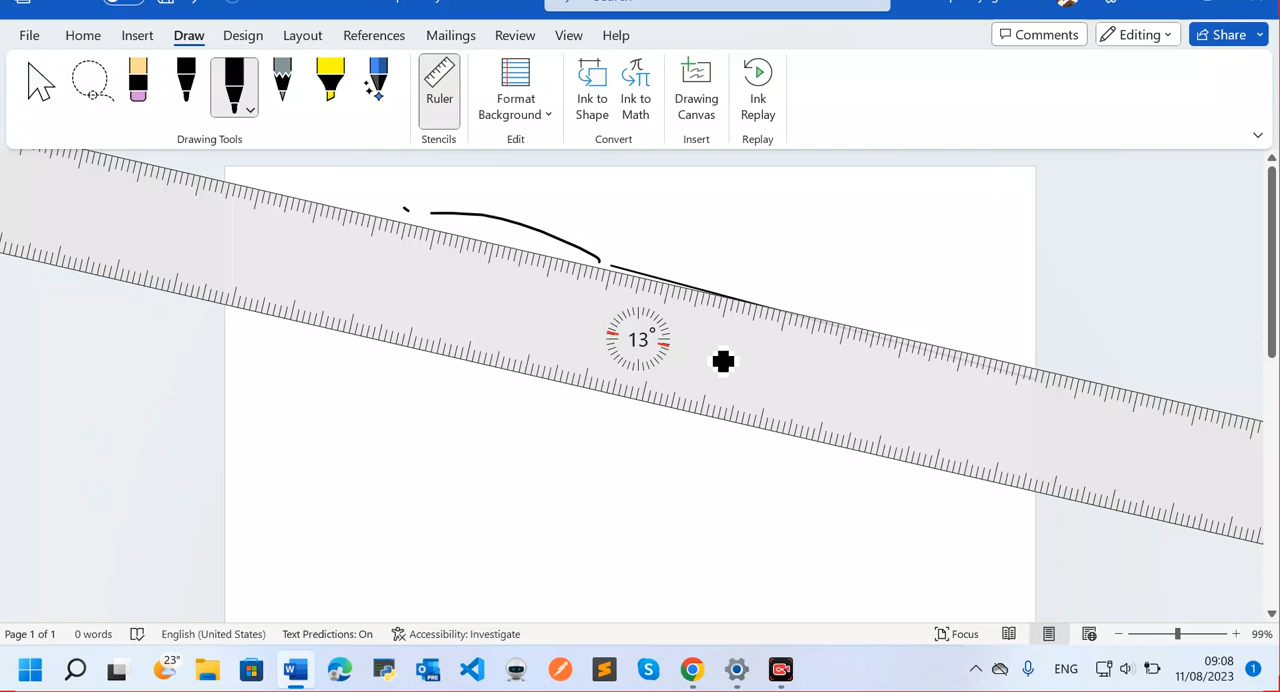 File Home Insert Draw Design Layout References Mailings Review View Help Comments Editing Share
Ruler
Format
Background
Ink to
Shape
Ink to
Math
Drawing
Canvas
Ink
Replay
Drawing Tools Stencils Edit Convert Insert Replay
13°
Page 1 of 1 0 words English (United States) Text Predictions: On Accessibility: Investigate Focus 99%
23°
PRE
ENG
09:08
11/08/2023
1